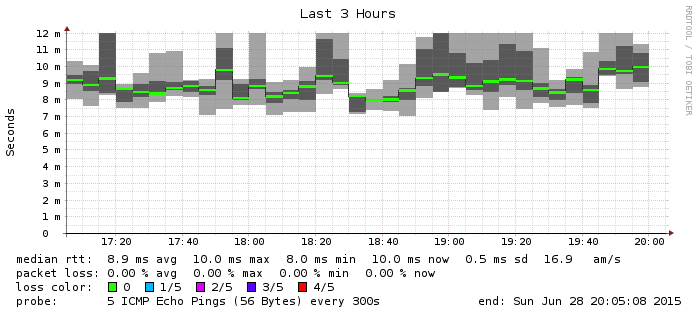 Last 3 Hours
RRDTOOL / TOBI OETIKER
Seconds
12 m
11 m
10 m
9 m
8 m
7 m
6 m
5 m
4 m
3 m
2 m
1 m
0
17:20 17:40 18:00 18:20 18:40 19:00 19:20 19:40 20:00
median rtt: 8.9 ms avg 10.0 ms max 8.0 ms min 10.0 ms now 0.5 ms sd 16.9 am/s
packet loss: 0.00 % avg 0.00 % max 0.00 % min 0.00 % now
loss color: 0 1/5 2/5 3/5 4/5
probe: 5 ICMP Echo Pings (56 Bytes) every 300s end: Sun Jun 28 20:05:08 2015